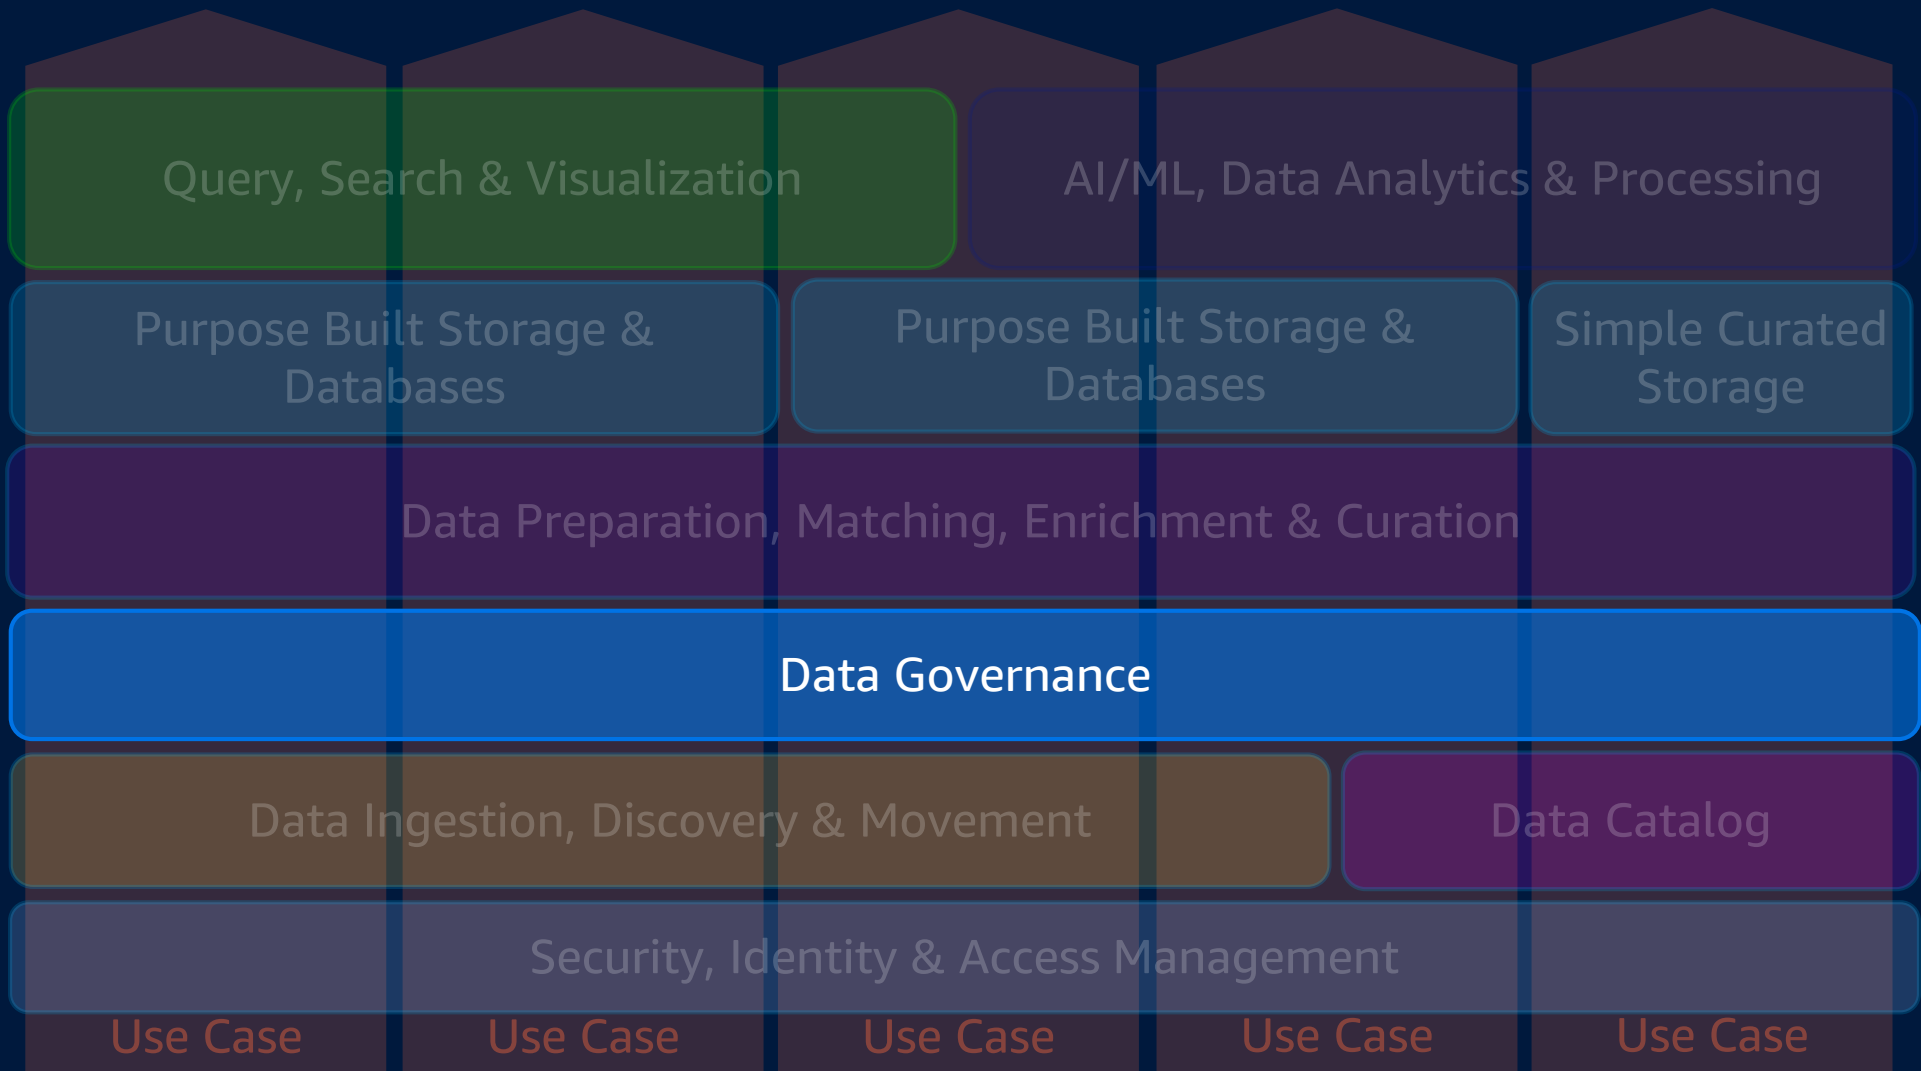 Query, Search & Visualization
AI/ML, Data Analytics & Processing
Purpose Built Storage &
Databases
Purpose Built Storage &
Databases
Simple Curated
Storage
Data Preparation, Matching, Enrichment & Curation
Data Governance
Data Ingestion, Discovery & Movement
Data Catalog
Security, Identity & Access Management
Use Case
Use Case
Use Case
Use Case
Use Case